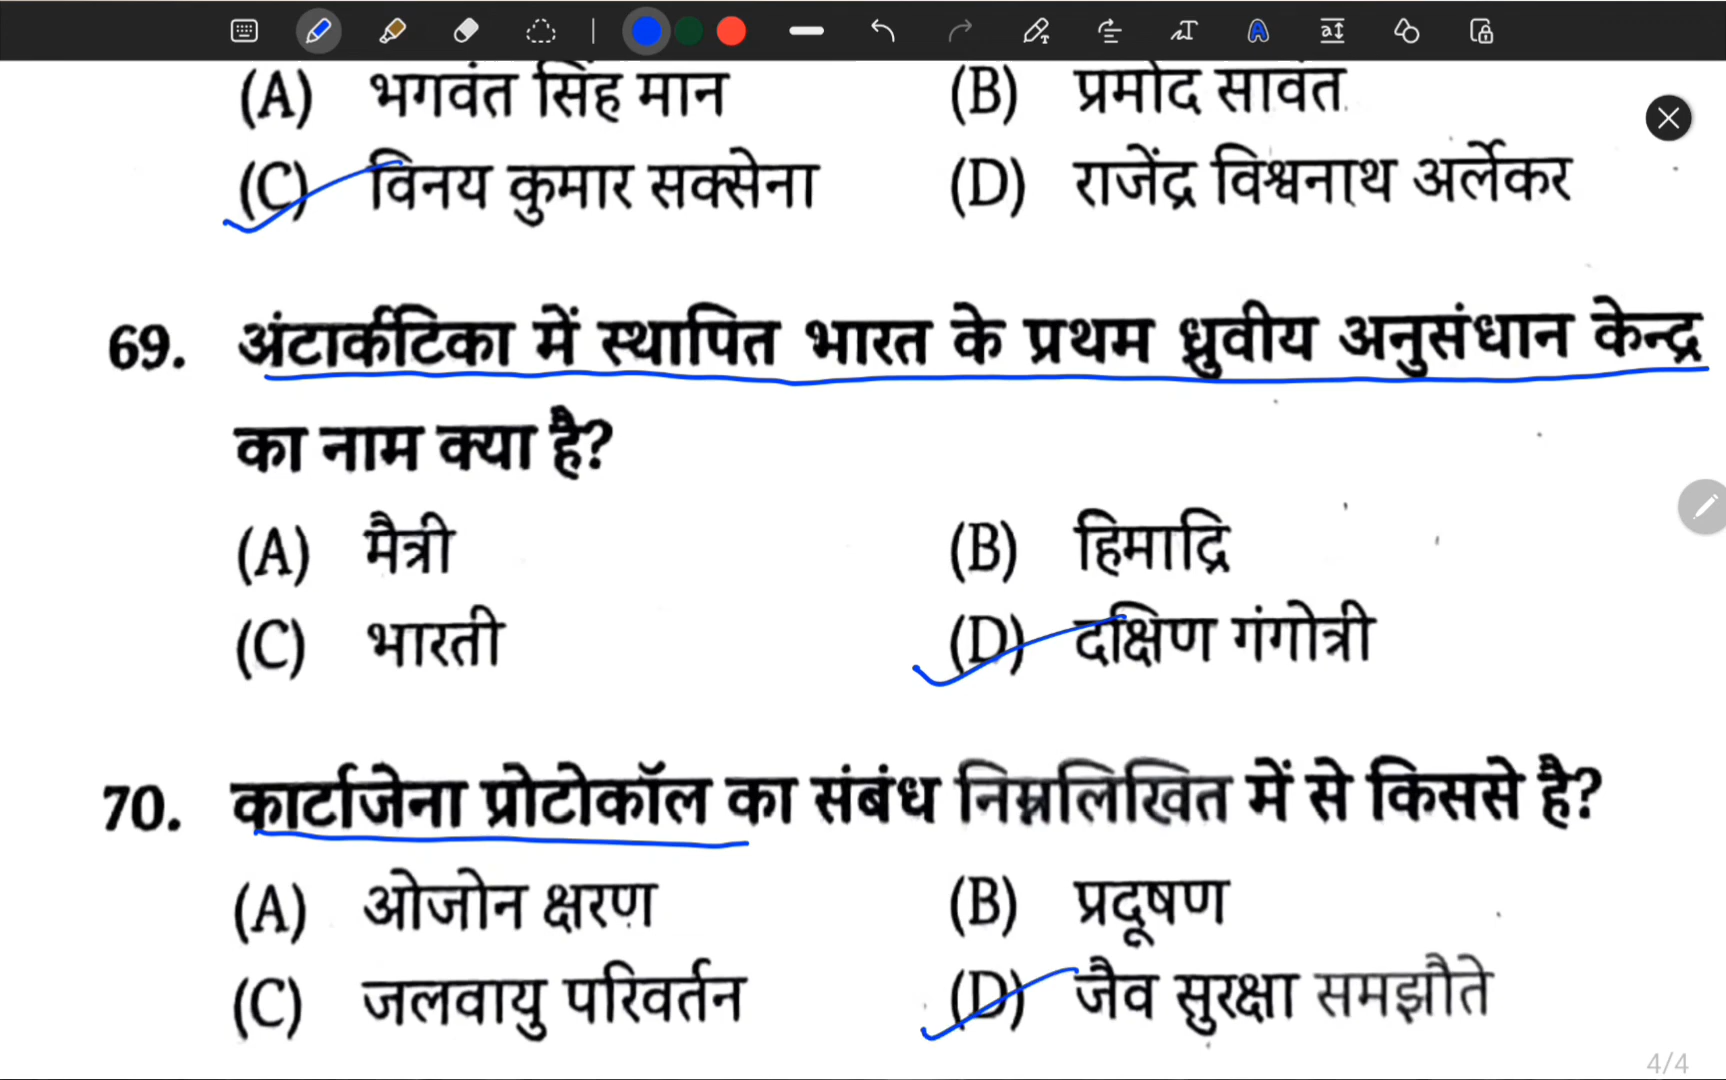 (A) भगवंत सिंह मान (B) प्रमोद सावंत
(C) विनय कुमार सक्सेना (D) राजेंद्र विश्वनाथ अर्लेकर
69. अंटार्कटिका में स्थापित भारत के प्रथम ध्रुवीय अनुसंधान केन्द्र
का नाम क्या है?
(A) मैत्री (B) हिमाद्रि
(C) भारती (D) दक्षिण गंगोत्री
70. कार्टाजेना प्रोटोकॉल का संबंध निम्नलिखित में से किससे है?
(A) ओजोन क्षरण (B) प्रदूषण
(C) जलवायु परिवर्तन (D) जैव सुरक्षा समझौते
4/4